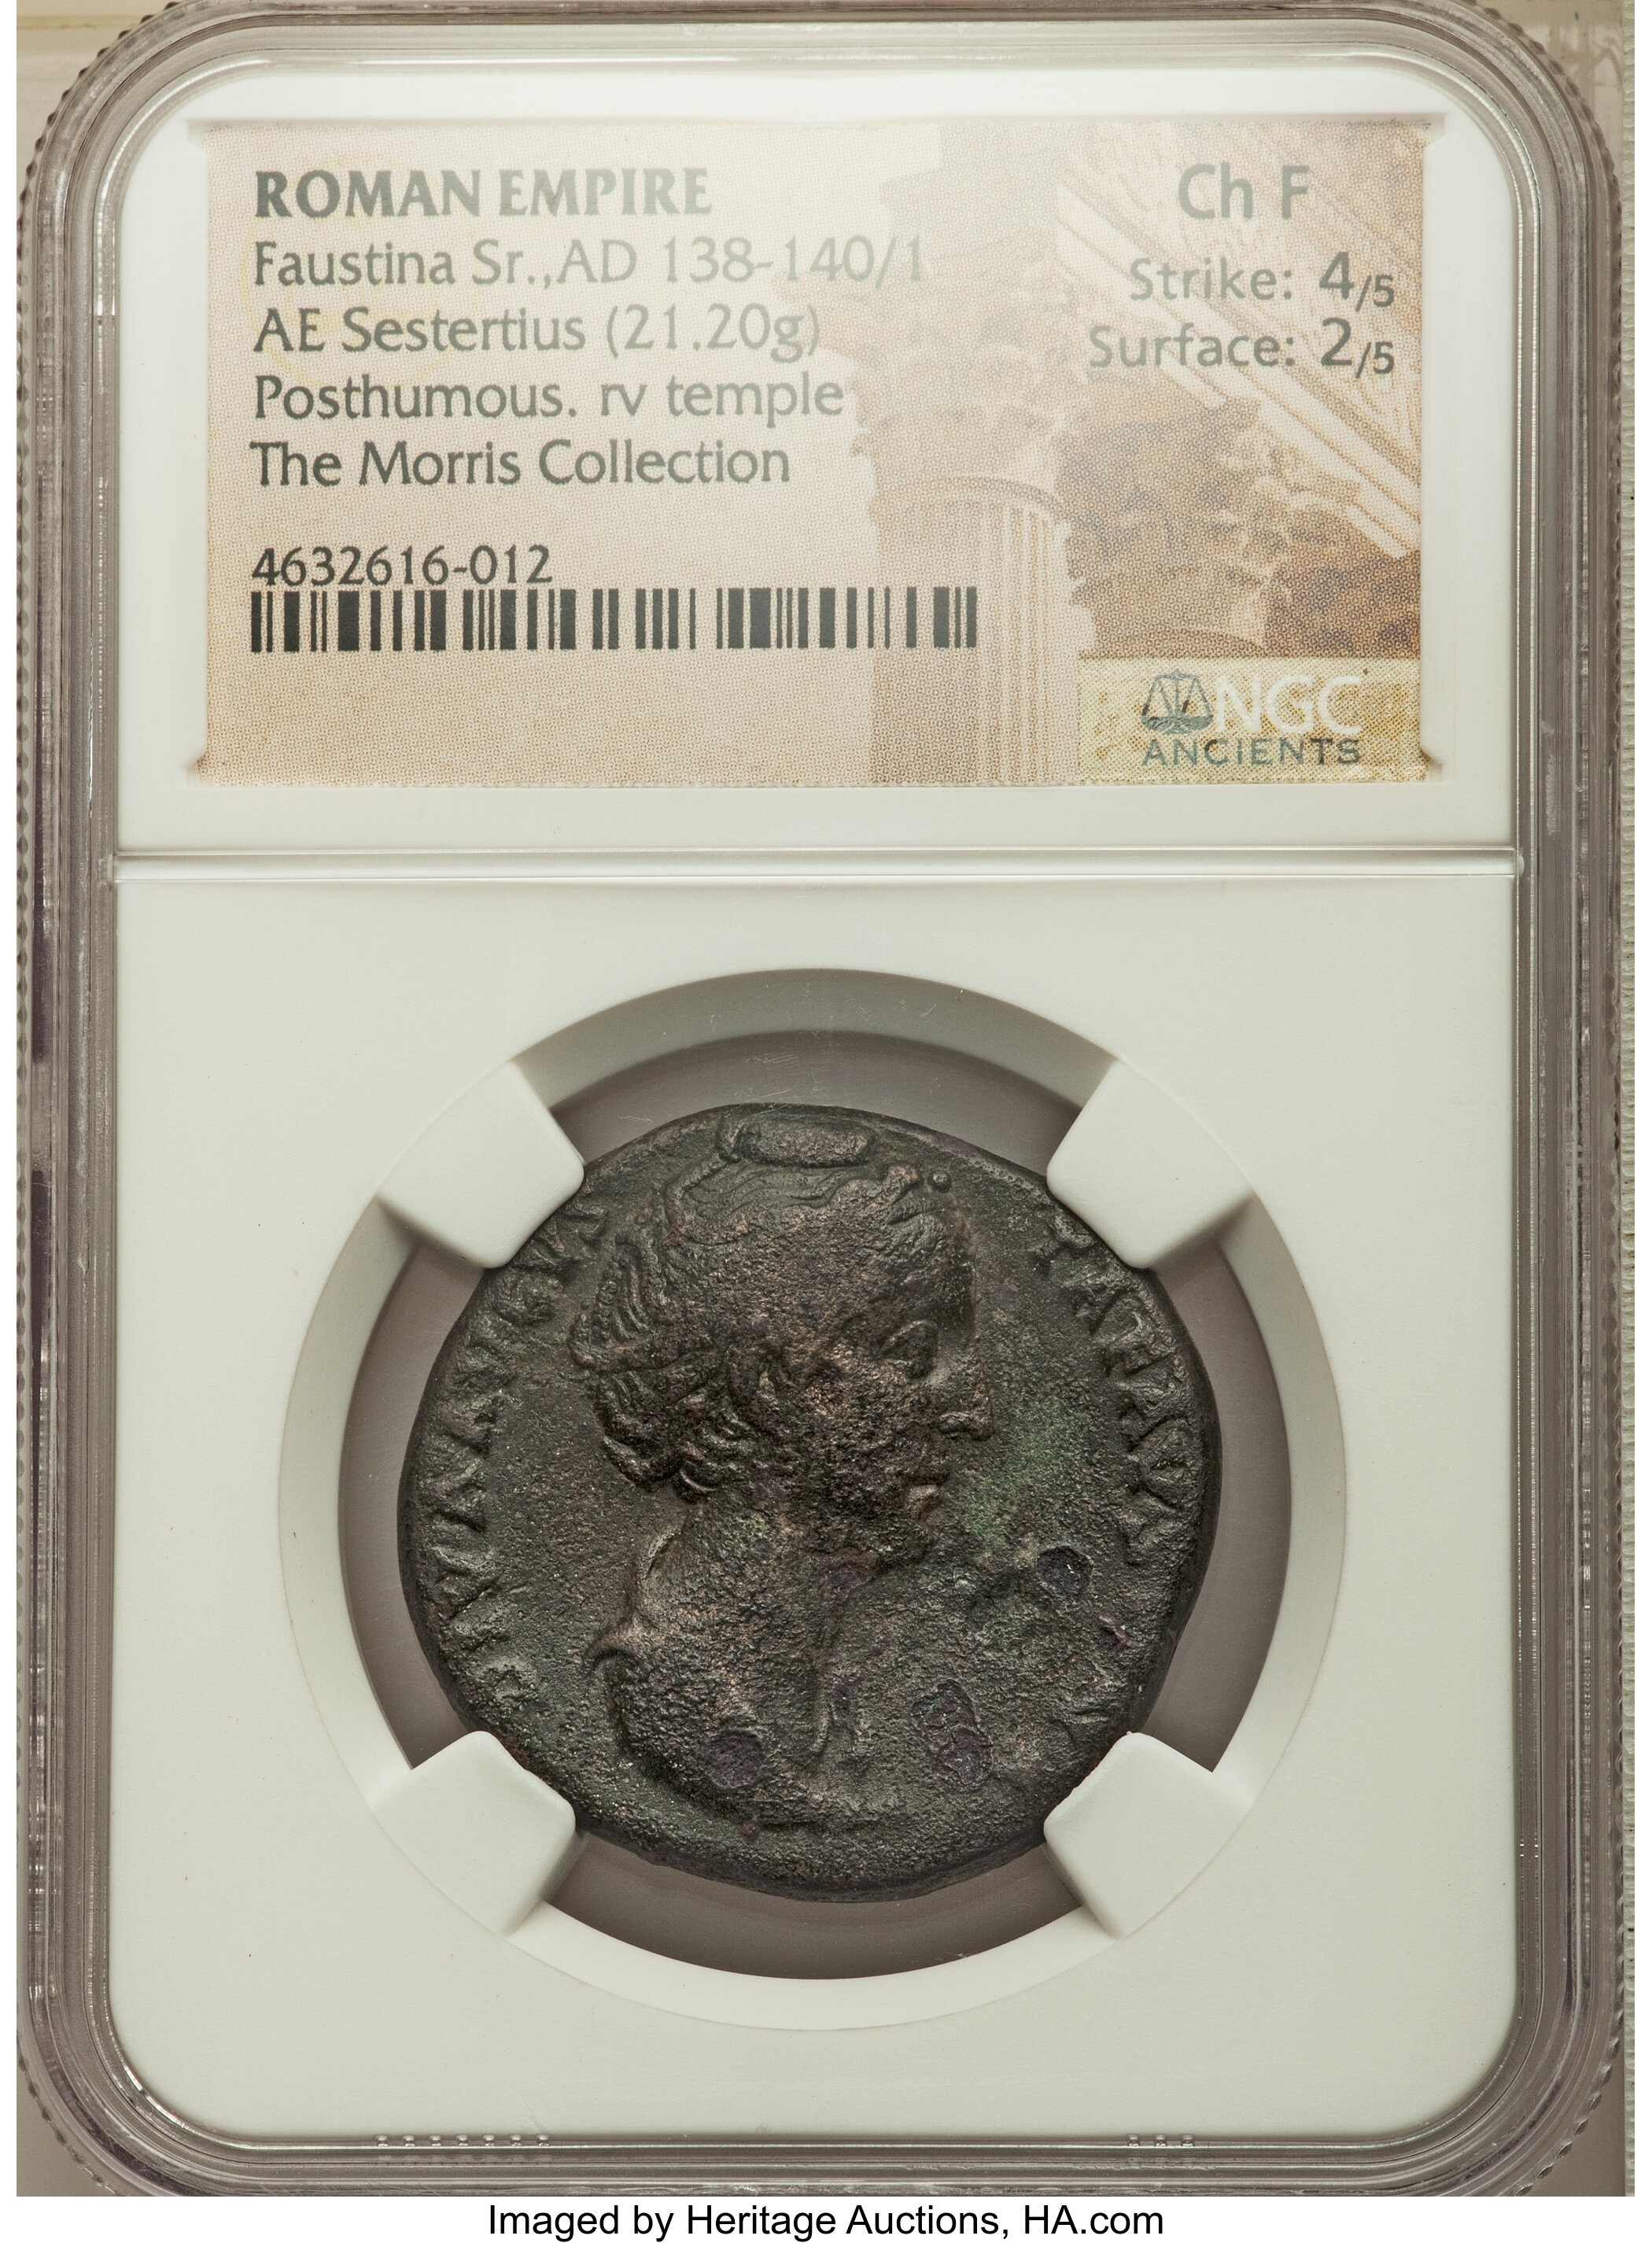 ROMAN EMPIRE
Faustina Sr., AD 138-140/1
AE Sestertius (21.20g)
Posthumous. rv temple
The Morris Collection
4632616-012
Ch F
Strike: 4/5
Surface: 2/5
NGC
ANCIENTS
Imaged by Heritage Auctions, HA.com